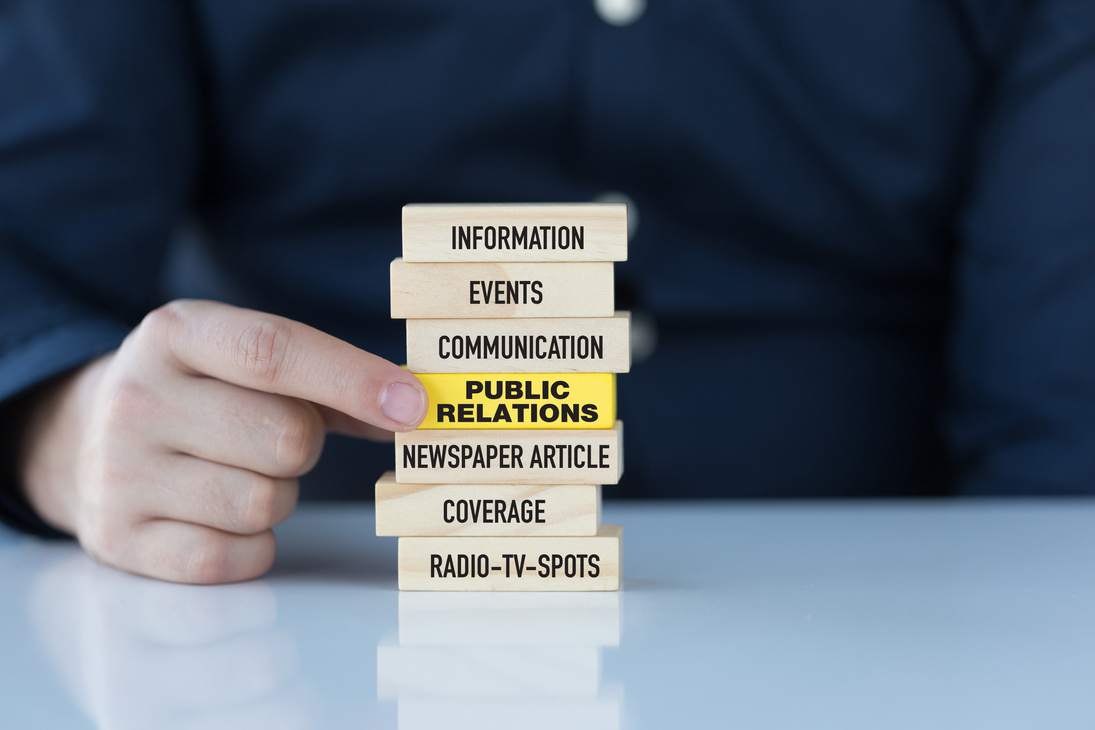 INFORMATION
EVENTS
COMMUNICATION
PUBLIC
RELATIONS
NEWSPAPER ARTICLE
COVERAGE
RADIO-TV-SPOTS